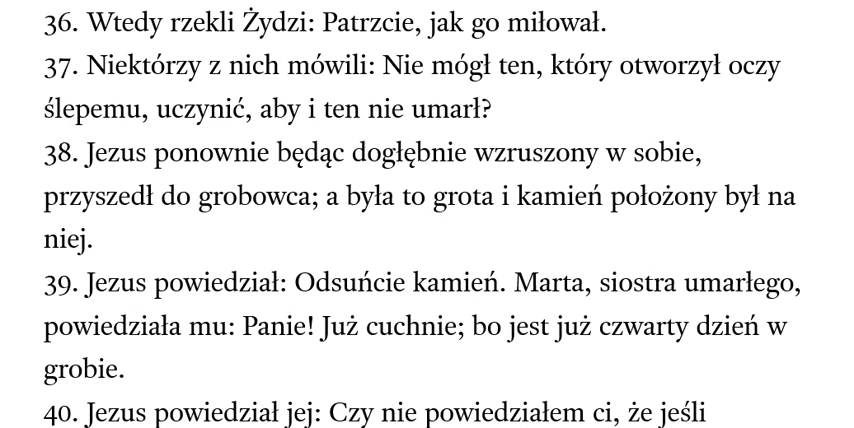 36. Wtedy rzekli Żydzi: Patrzcie, jak go miłował.
37. Niektórzy z nich mówili: Nie mógł ten, który otworzył oczy
ślepemu, uczynić, aby i ten nie umarł?
38. Jezus ponownie będąc dogłębnie wzruszony w sobie,
przyszedł do grobowca; a była to grota i kamień położony był na
niej.
39. Jezus powiedział: Odsuńcie kamień. Marta, siostra umarłego,
powiedziała mu: Panie! Już cuchnie; bo jest już czwarty dzień w
grobie.
40. Jezus powiedział jej: Czy nie powiedziałem ci, że jeśli